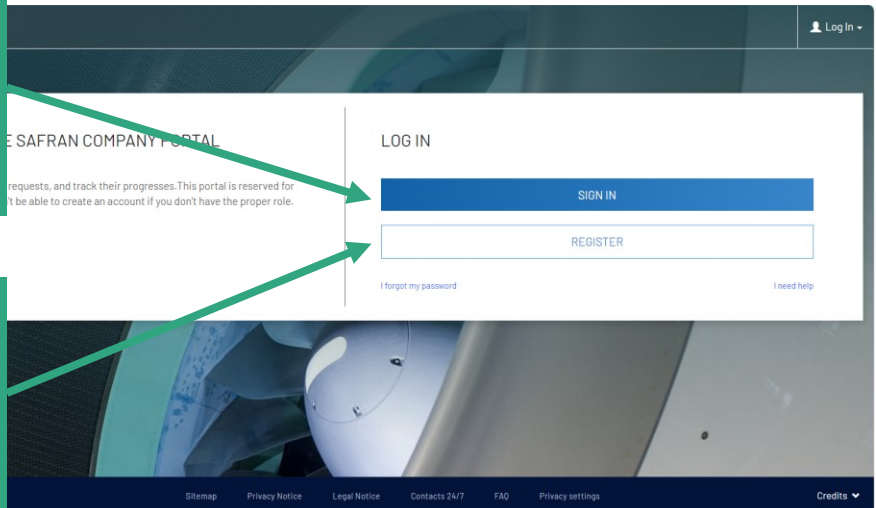 Log In
E SAFRAN COMPANY PORTAL
requests, and track their progresses.This portal is reserved for
't be able to create an account if you don't have the proper role.
LOG IN
SIGN IN
REGISTER
I forgot my password
I need help
Sitemap
Privacy Notice
Legal Notice
Contacts 24/7
FAQ
Privacy settings
Credits